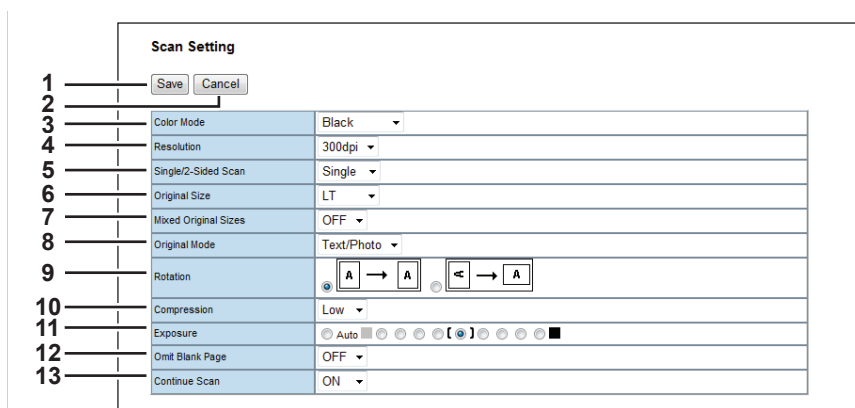 Scan Setting
1 Save Cancel
2
3 Color Mode Black
4 Resolution 300dpi
5 Single/2-Sided Scan Single
6 Original Size LT
7 Mixed Original Sizes OFF
8 Original Mode Text/Photo
9 Rotation A → A A → A
10 Compression Low
11 Exposure Auto [ ]
12 Omit Blank Page OFF
13 Continue Scan ON